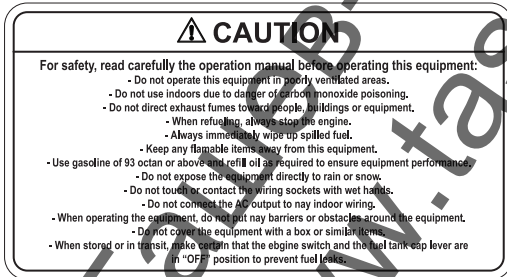 ⚠ CAUTION
For safety, read carefully the operation manual before operating this equipment:
- Do not operate this equipment in poorly ventilated areas.
- Do not use indoors due to danger of carbon monoxide poisoning.
- Do not direct exhaust fumes toward people, buildings or equipment.
- When refueling, always stop the engine.
- Always immediately wipe up spilled fuel.
- Keep any flamable items away from this equipment.
- Use gasoline of 93 octan or above and refill oil as required to ensure equipment performance.
- Do not expose the equipment directly to rain or snow.
- Do not touch or contact the wiring sockets with wet hands.
- Do not connect the AC output to nay indoor wiring.
- When operating the equipment, do not put nay barriers or obstacles around the equipment.
- Do not cover the equipment with a box or similar items.
- When stored or in transit, make certain that the ebgine switch and the fuel tank cap lever are
in "OFF" position to prevent fuel leaks.